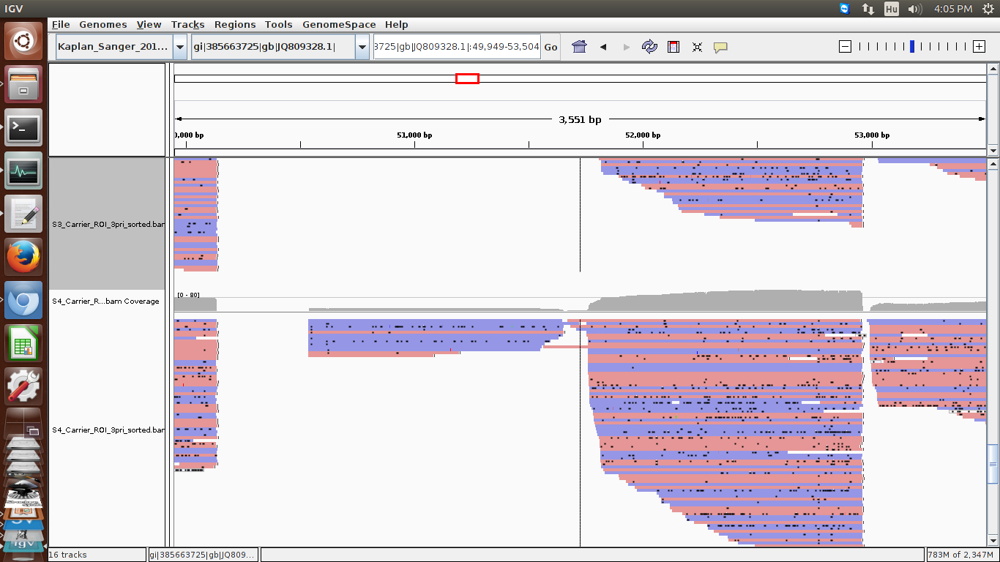 IGV
Hu
4:05 PM
File Genomes View Tracks Regions Tools GenomeSpace Help
Kaplan_Sanger_201...
gi|385663725|gb|JQ809328.1|
3725|gb|JQ809328.1|:49,949-53,504
Go
3,551 bp
0,000 bp 51,000 bp 52,000 bp 53,000 bp
S3_Carrier_ROI_3pri_sorted.bar
[0 - 80]
S4_Carrier_R...bam Coverage
S4_Carrier_ROI_3pri_sorted.bar
16 tracks
gi|385663725|gb|JQ809...
783M of 2,347M